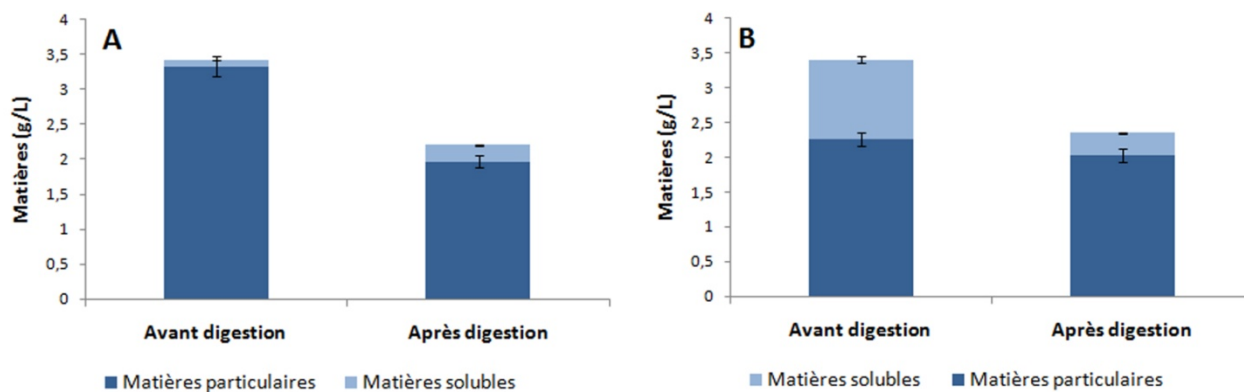 A
Matières (g/L)
4
3,5
3
2,5
2
1,5
1
0,5
0
Avant digestion Après digestion
Matières particulaires Matières solubles
B
Matières (g/L)
4
3,5
3
2,5
2
1,5
1
0,5
0
Avant digestion Après digestion
Matières solubles Matières particulaires